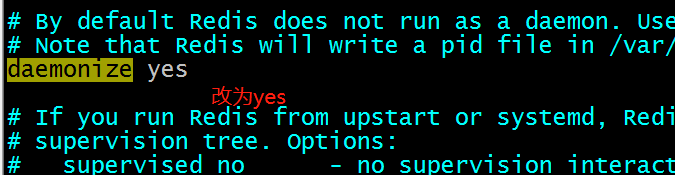 # By default Redis does not run as a daemon. Use
# Note that Redis will write a pid file in /var/
daemonize yes
改为yes
# If you run Redis from upstart or systemd, Redi
# supervision tree. Options:
#   supervised no      - no supervision interact